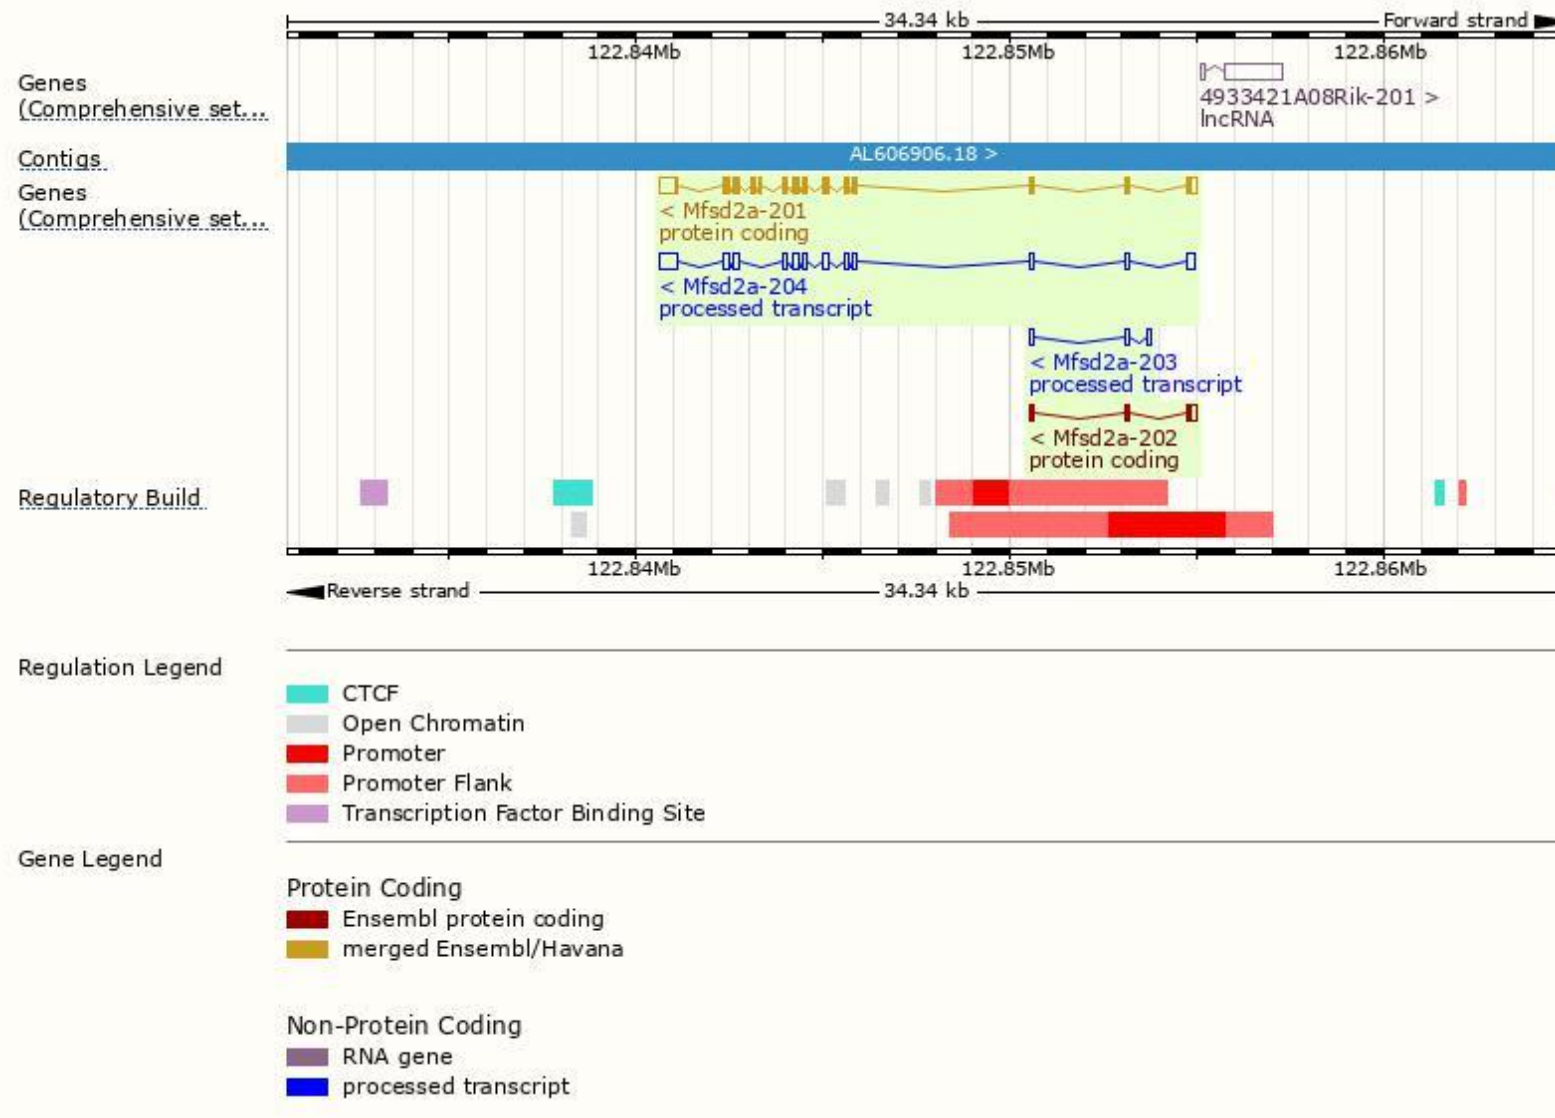 34.34 kb Forward strand
122.84Mb 122.85Mb 122.86Mb
Genes
(Comprehensive set...
4933421A08Rik-201 >
lncRNA
Contigs
AL606906.18 >
Genes
(Comprehensive set...
< Mfsd2a-201
protein coding
< Mfsd2a-204
processed transcript
< Mfsd2a-203
processed transcript
< Mfsd2a-202
protein coding
Regulatory Build
122.84Mb 122.85Mb 122.86Mb
Reverse strand 34.34 kb
Regulation Legend
CTCF
Open Chromatin
Promoter
Promoter Flank
Transcription Factor Binding Site
Gene Legend
Protein Coding
Ensembl protein coding
merged Ensembl/Havana
Non-Protein Coding
RNA gene
processed transcript